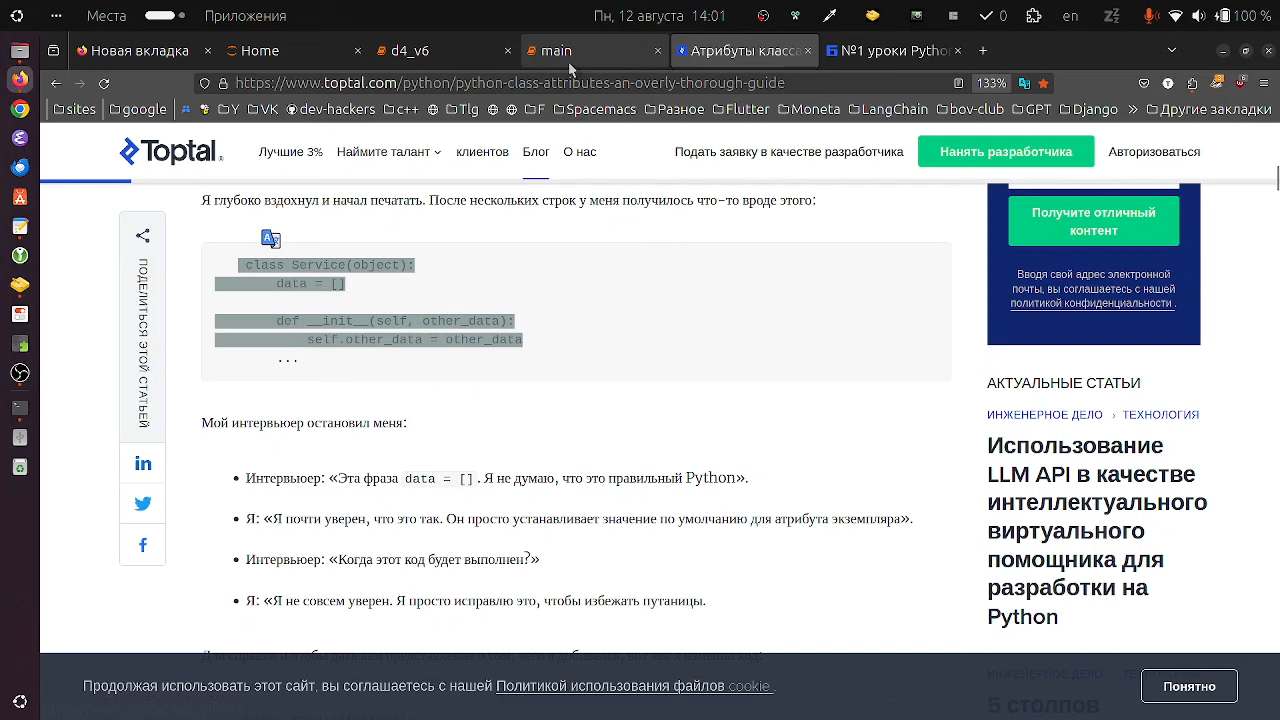 Места
Приложения
Пн, 12 августа 14:01
0
en
100 %
Новая вкладка
Home
d4_v6
main
Атрибуты класса
№1 уроки Python
https://www.toptal.com/python/python-class-attributes-an-overly-thorough-guide
133%
sites
google
Y
VK
dev-hackers
c++
Tlg
F
Spacemacs
Разное
Flutter
Moneta
LangChain
bov-club
GPT
Django
Другие закладки
Toptal
Лучшие 3%
Наймите талант
клиентов
Блог
О нас
Подать заявку в качестве разработчика
Нанять разработчика
Авторизоваться
Я глубоко вздохнул и начал печатать. После нескольких строк у меня получилось что-то вроде этого:
class Service(object):
data = []
def __init__(self, other_data):
self.other_data = other_data
...
ПОДЕЛИТЬСЯ ЭТОЙ СТАТЬЕЙ
Мой интервьюер остановил меня:
Интервьюер: «Эта фраза data = []. Я не думаю, что это правильный Python».
Я: «Я почти уверен, что это так. Он просто устанавливает значение по умолчанию для атрибута экземпляра».
Интервьюер: «Когда этот код будет выполнен?»
Я: «Я не совсем уверен. Я просто исправлю это, чтобы избежать путаницы.
Получите отличный
контент
Вводя свой адрес электронной
почты, вы соглашаетесь с нашей
политикой конфиденциальности .
АКТУАЛЬНЫЕ СТАТЬИ
ИНЖЕНЕРНОЕ ДЕЛО › ТЕХНОЛОГИЯ
Использование
LLM API в качестве
интеллектуального
виртуального
помощника для
разработки на
Python
ИНЖЕНЕРНОЕ ДЕЛО
5 столпов
Продолжая использовать этот сайт, вы соглашаетесь с нашей Политикой использования файлов cookie .
Понятно